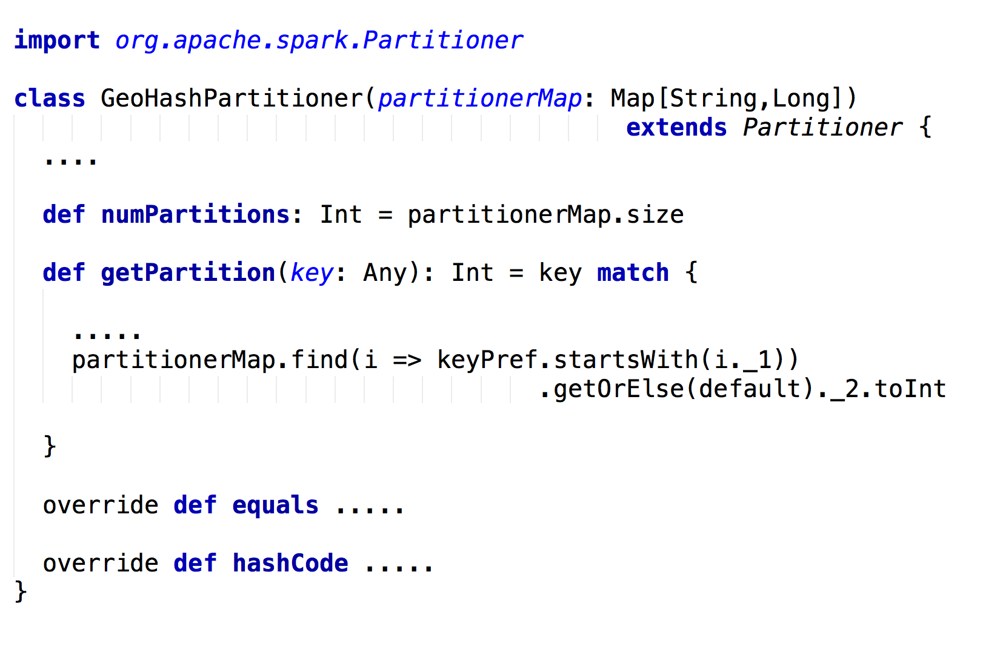 import org.apache.spark.Partitioner
class GeoHashPartitioner(partitionerMap: Map[String,Long])
extends Partitioner {
....
def numPartitions: Int = partitionerMap.size
def getPartition(key: Any): Int = key match {
.....
partitionerMap.find(i => keyPref.startsWith(i._1))
.getOrElse(default)._2.toInt
}
override def equals .....
override def hashCode .....
}